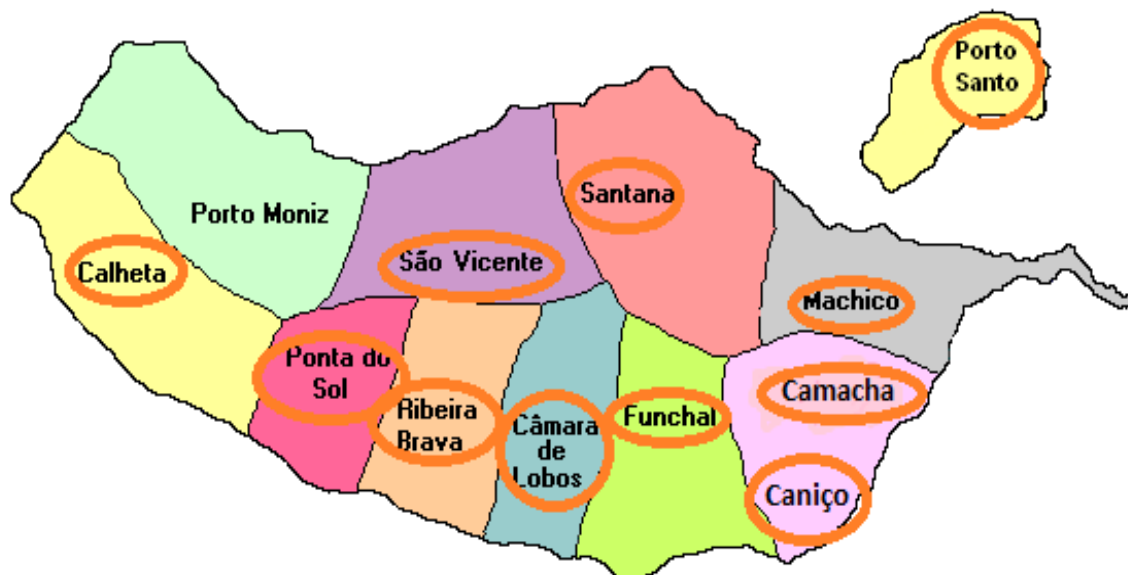 Porto
Santo
Santana
Porto Moniz
São Vicente
Calheta
Machico
Ponta do
Sol
Camacha
Ribeira
Brava
Funchal
Câmara
de
Lobos
Caniço